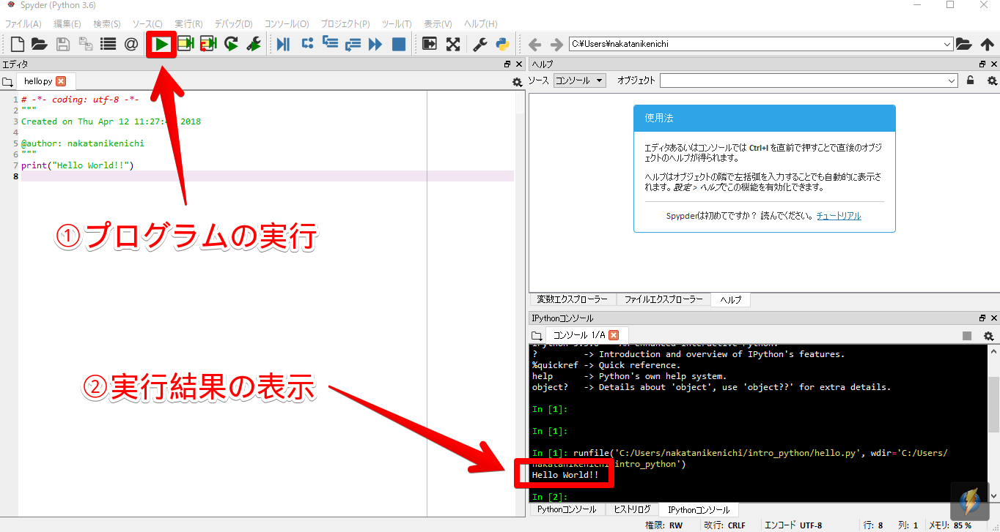 Spyder (Python 3.6)
ファイル(A) 編集(E) 検索(S) ソース(C) 実行(R) デバッグ(D) コンソール(O) プロジェクト(P) ツール(T) 表示(V) ヘルプ(H)
C:¥Users¥nakatanikenichi
エディタ
hello.py
1 # -*- coding: utf-8 -*-
2 """
3 Created on Thu Apr 12 11:27:4 2018
4
5 @author: nakatanikenichi
6 """
7 print("Hello World!!")
8
①プログラムの実行
②実行結果の表示
ヘルプ
ソース コンソール オブジェクト
使用法
エディタあるいはコンソールでは Ctrl+I を直前で押すことで直後のオブジ
ェクトのヘルプが得られます。
ヘルプはオブジェクトの隣で左括弧を入力することでも自動的に表示さ
れます。設定 > ヘルプでこの機能を有効化できます。
Spypderは初めてですか？ 読んでください。チュートリアル
変数エクスプローラー ファイルエクスプローラー ヘルプ
IPythonコンソール
コンソール 1/A
? -> Introduction and overview of IPython's features.
%quickref -> Quick reference.
help -> Python's own help system.
object? -> Details about 'object', use 'object??' for extra details.
In [1]:
In [1]:
In [1]: runfile('C:/Users/nakatanikenichi/intro_python/hello.py', wdir='C:/Users/
nakatanikenichi/intro_python')
Hello World!!
In [2]:
Pythonコンソール ヒストリログ IPythonコンソール
権限: RW 改行: CRLF エンコード UTF-8 行: 8 列: 1 メモリ: 85 %